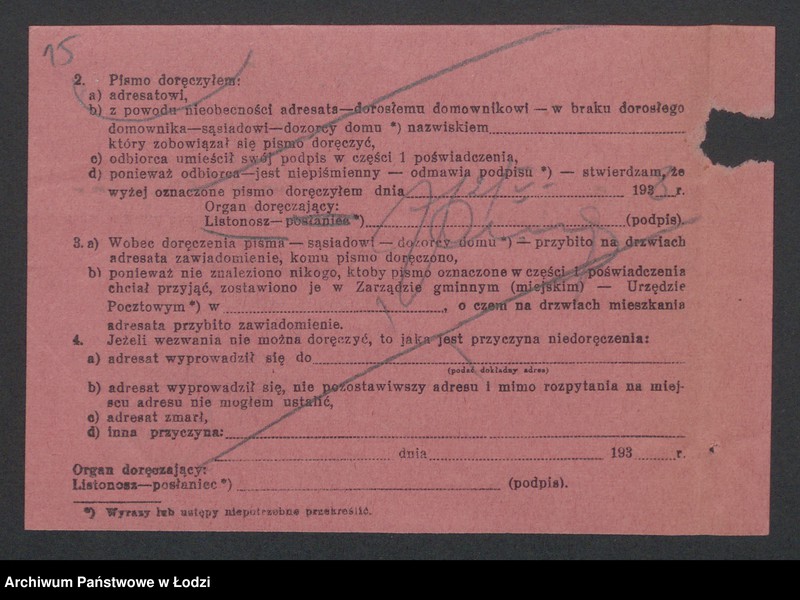 15
2. Pismo doręczyłem:
a) adresatowi,
b) z powodu nieobecności adresata—dorosłemu domownikowi — w braku dorosłego
domownika—sąsiadowi—dozorcy domu *) nazwiskiem
który zobowiązał się pismo doręczyć,
c) odbiorca umieścił swój podpis w części 1 poświadczenia,
d) ponieważ odbiorca—jest niepiśmienny — odmawia podpisu *) — stwierdzam, że
wyżej oznaczone pismo doręczyłem dnia 193 3 r.
Organ doręczający:
Listonosz—posłaniec *) (podpis).
3. a) Wobec doręczenia pisma — sąsiadowi — dozorcy domu *) — przybito na drzwiach
adresata zawiadomienie, komu pismo doręczono,
b) ponieważ nie znaleziono nikogo, ktoby pismo oznaczone w części 1 poświadczenia
chciał przyjąć, zostawiono je w Zarządzie gminnym (miejskim) — Urzędzie
Pocztowym *) w , o czem na drzwiach mieszkania
adresata przybito zawiadomienie.
4. Jeżeli wezwania nie można doręczyć, to jaka jest przyczyna niedoręczenia:
a) adresat wyprowadził się do
(podać dokładny adres)
b) adresat wyprowadził się, nie pozostawiwszy adresu i mimo rozpytania na miej-
scu adresu nie mogłem ustalić,
c) adresat zmarł,
d) inna przyczyna:
dnia 193 r.
Organ doręczający:
Listonosz—posłaniec *) (podpis).
*) Wyrazy lub ustępy niepotrzebne przekreślić.
Archiwum Państwowe w Łodzi